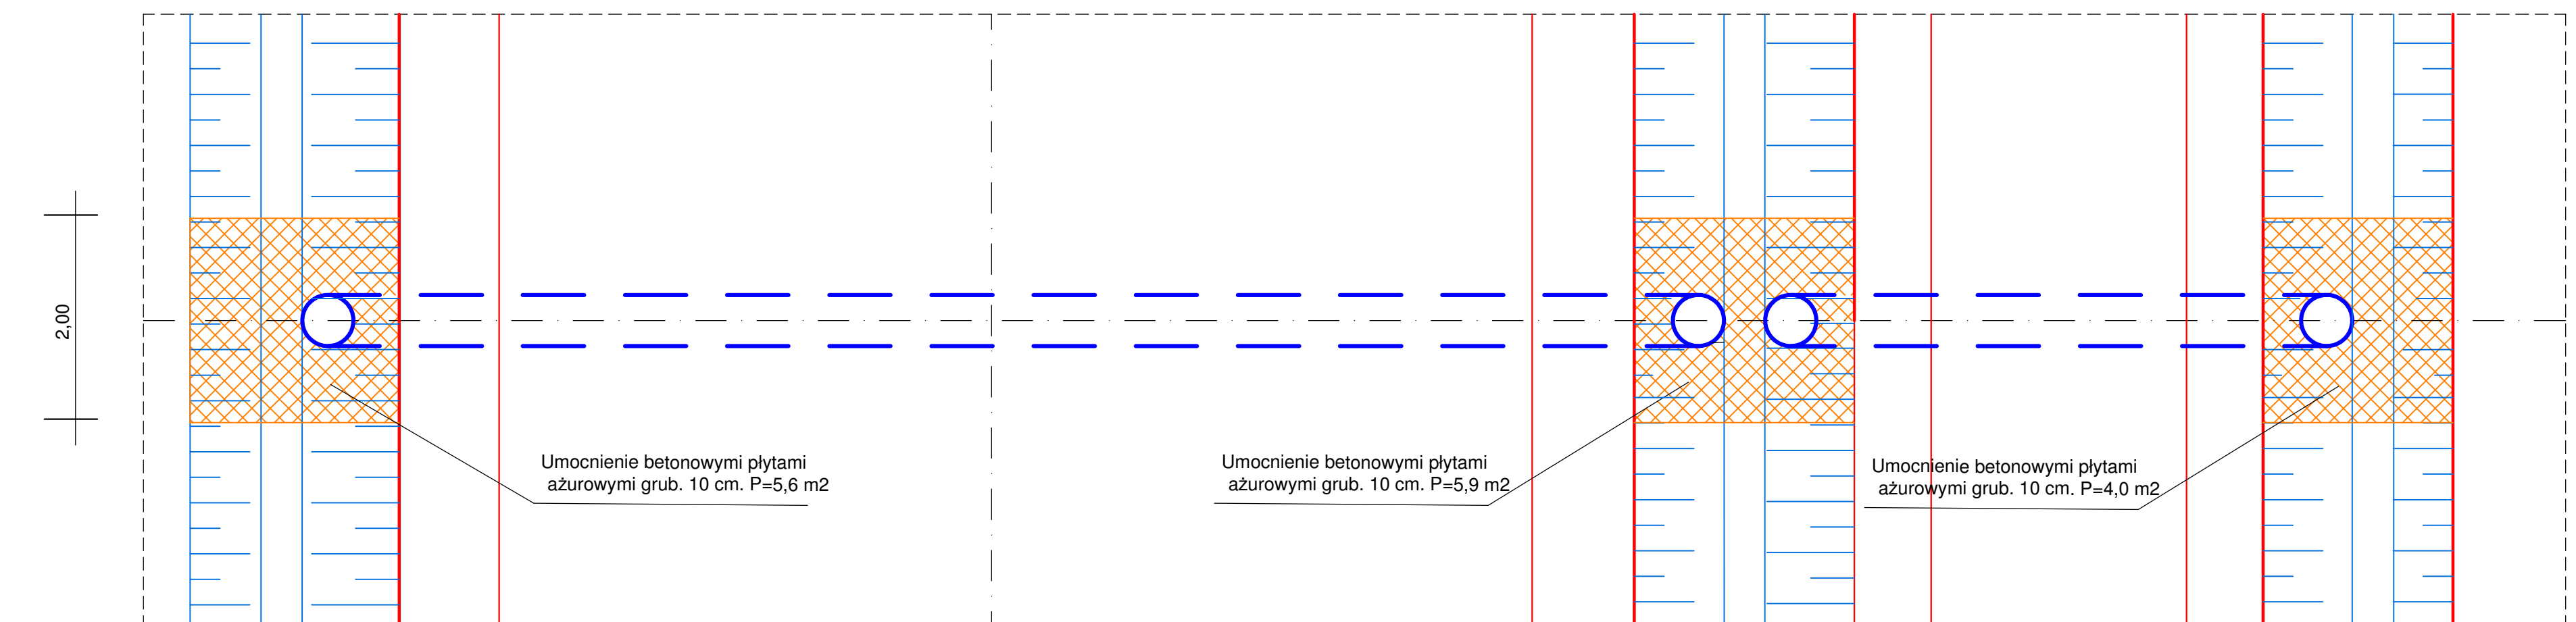 2,00
Umocnienie betonowymi płytami
ażurowymi grub. 10 cm. P=5,6 m2
Umocnienie betonowymi płytami
ażurowymi grub. 10 cm. P=5,9 m2
Umocnienie betonowymi płytami
ażurowymi grub. 10 cm. P=4,0 m2